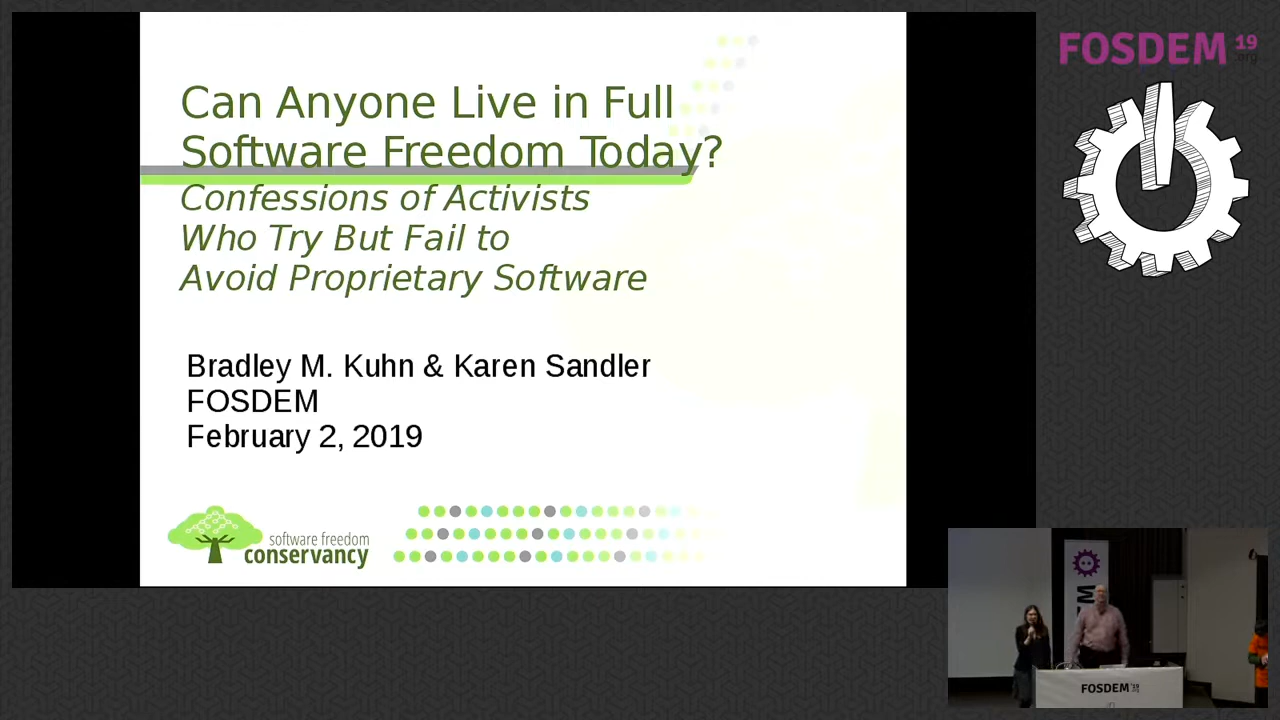 Can Anyone Live in Full
Software Freedom Today?
Confessions of Activists
Who Try But Fail to
Avoid Proprietary Software
Bradley M. Kuhn & Karen Sandler
FOSDEM
February 2, 2019
software freedom
conservancy
FOSDEM 19
.org
FOSDEM 19